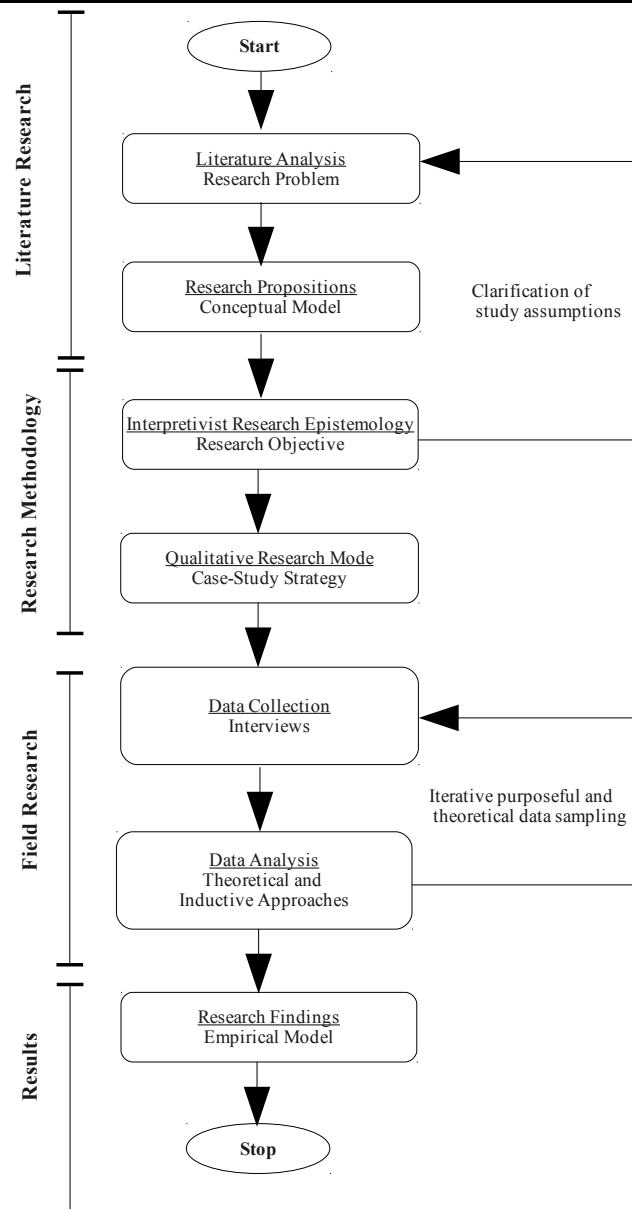 Literature Research
Start
Literature Analysis
Research Problem
Research Propositions
Conceptual Model
Clarification of
study assumptions
Research Methodology
Interpretivist Research Epistemology
Research Objective
Qualitative Research Mode
Case-Study Strategy
Field Research
Data Collection
Interviews
Iterative purposeful and
theoretical data sampling
Data Analysis
Theoretical and
Inductive Approaches
Results
Research Findings
Empirical Model
Stop